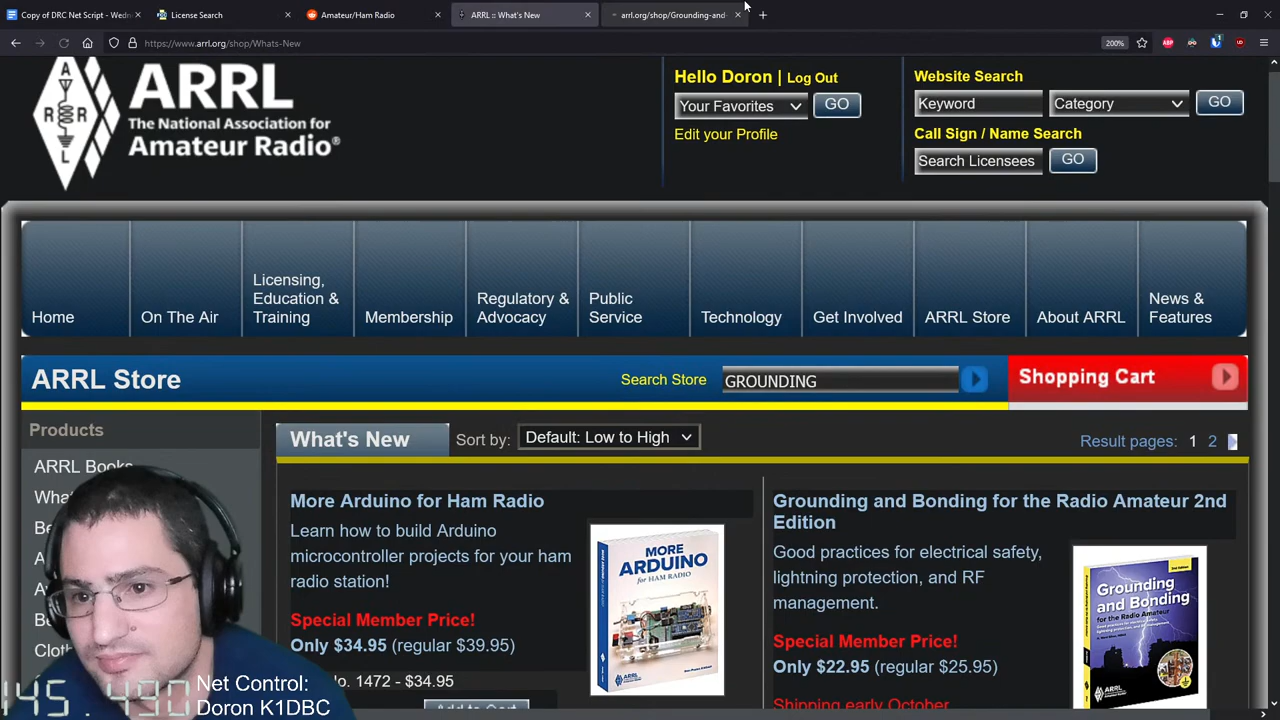 Copy of DRC Net Script - Wedn
License Search
Amateur/Ham Radio
ARRL :: What's New
arrl.org/shop/Grounding-and-
https://www.arrl.org/shop/Whats-New
200%
ARRL
The National Association for
Amateur Radio®
A
R R
L
Hello Doron | Log Out
Your Favorites
GO
Edit your Profile
Website Search
Keyword
Category
GO
Call Sign / Name Search
Search Licensees
GO
Home
On The Air
Licensing,
Education &
Training
Membership
Regulatory &
Advocacy
Public
Service
Technology
Get Involved
ARRL Store
About ARRL
News &
Features
ARRL Store
Search Store
GROUNDING
Shopping Cart
Products
ARRL Books
What's New
Sort by:
Default: Low to High
Result pages: 1 2
More Arduino for Ham Radio
Learn how to build Arduino
microcontroller projects for your ham
radio station!
Special Member Price!
Only $34.95 (regular $39.95)
No. 1472 - $34.95
Add to Cart
MORE
ARDUINO
for HAM RADIO
Grounding and Bonding for the Radio Amateur 2nd
Edition
Good practices for electrical safety,
lightning protection, and RF
management.
Special Member Price!
Only $22.95 (regular $25.95)
Shipping early October
Grounding
and Bonding
for the Radio Amateur
145.490
Net Control:
Doron K1DBC